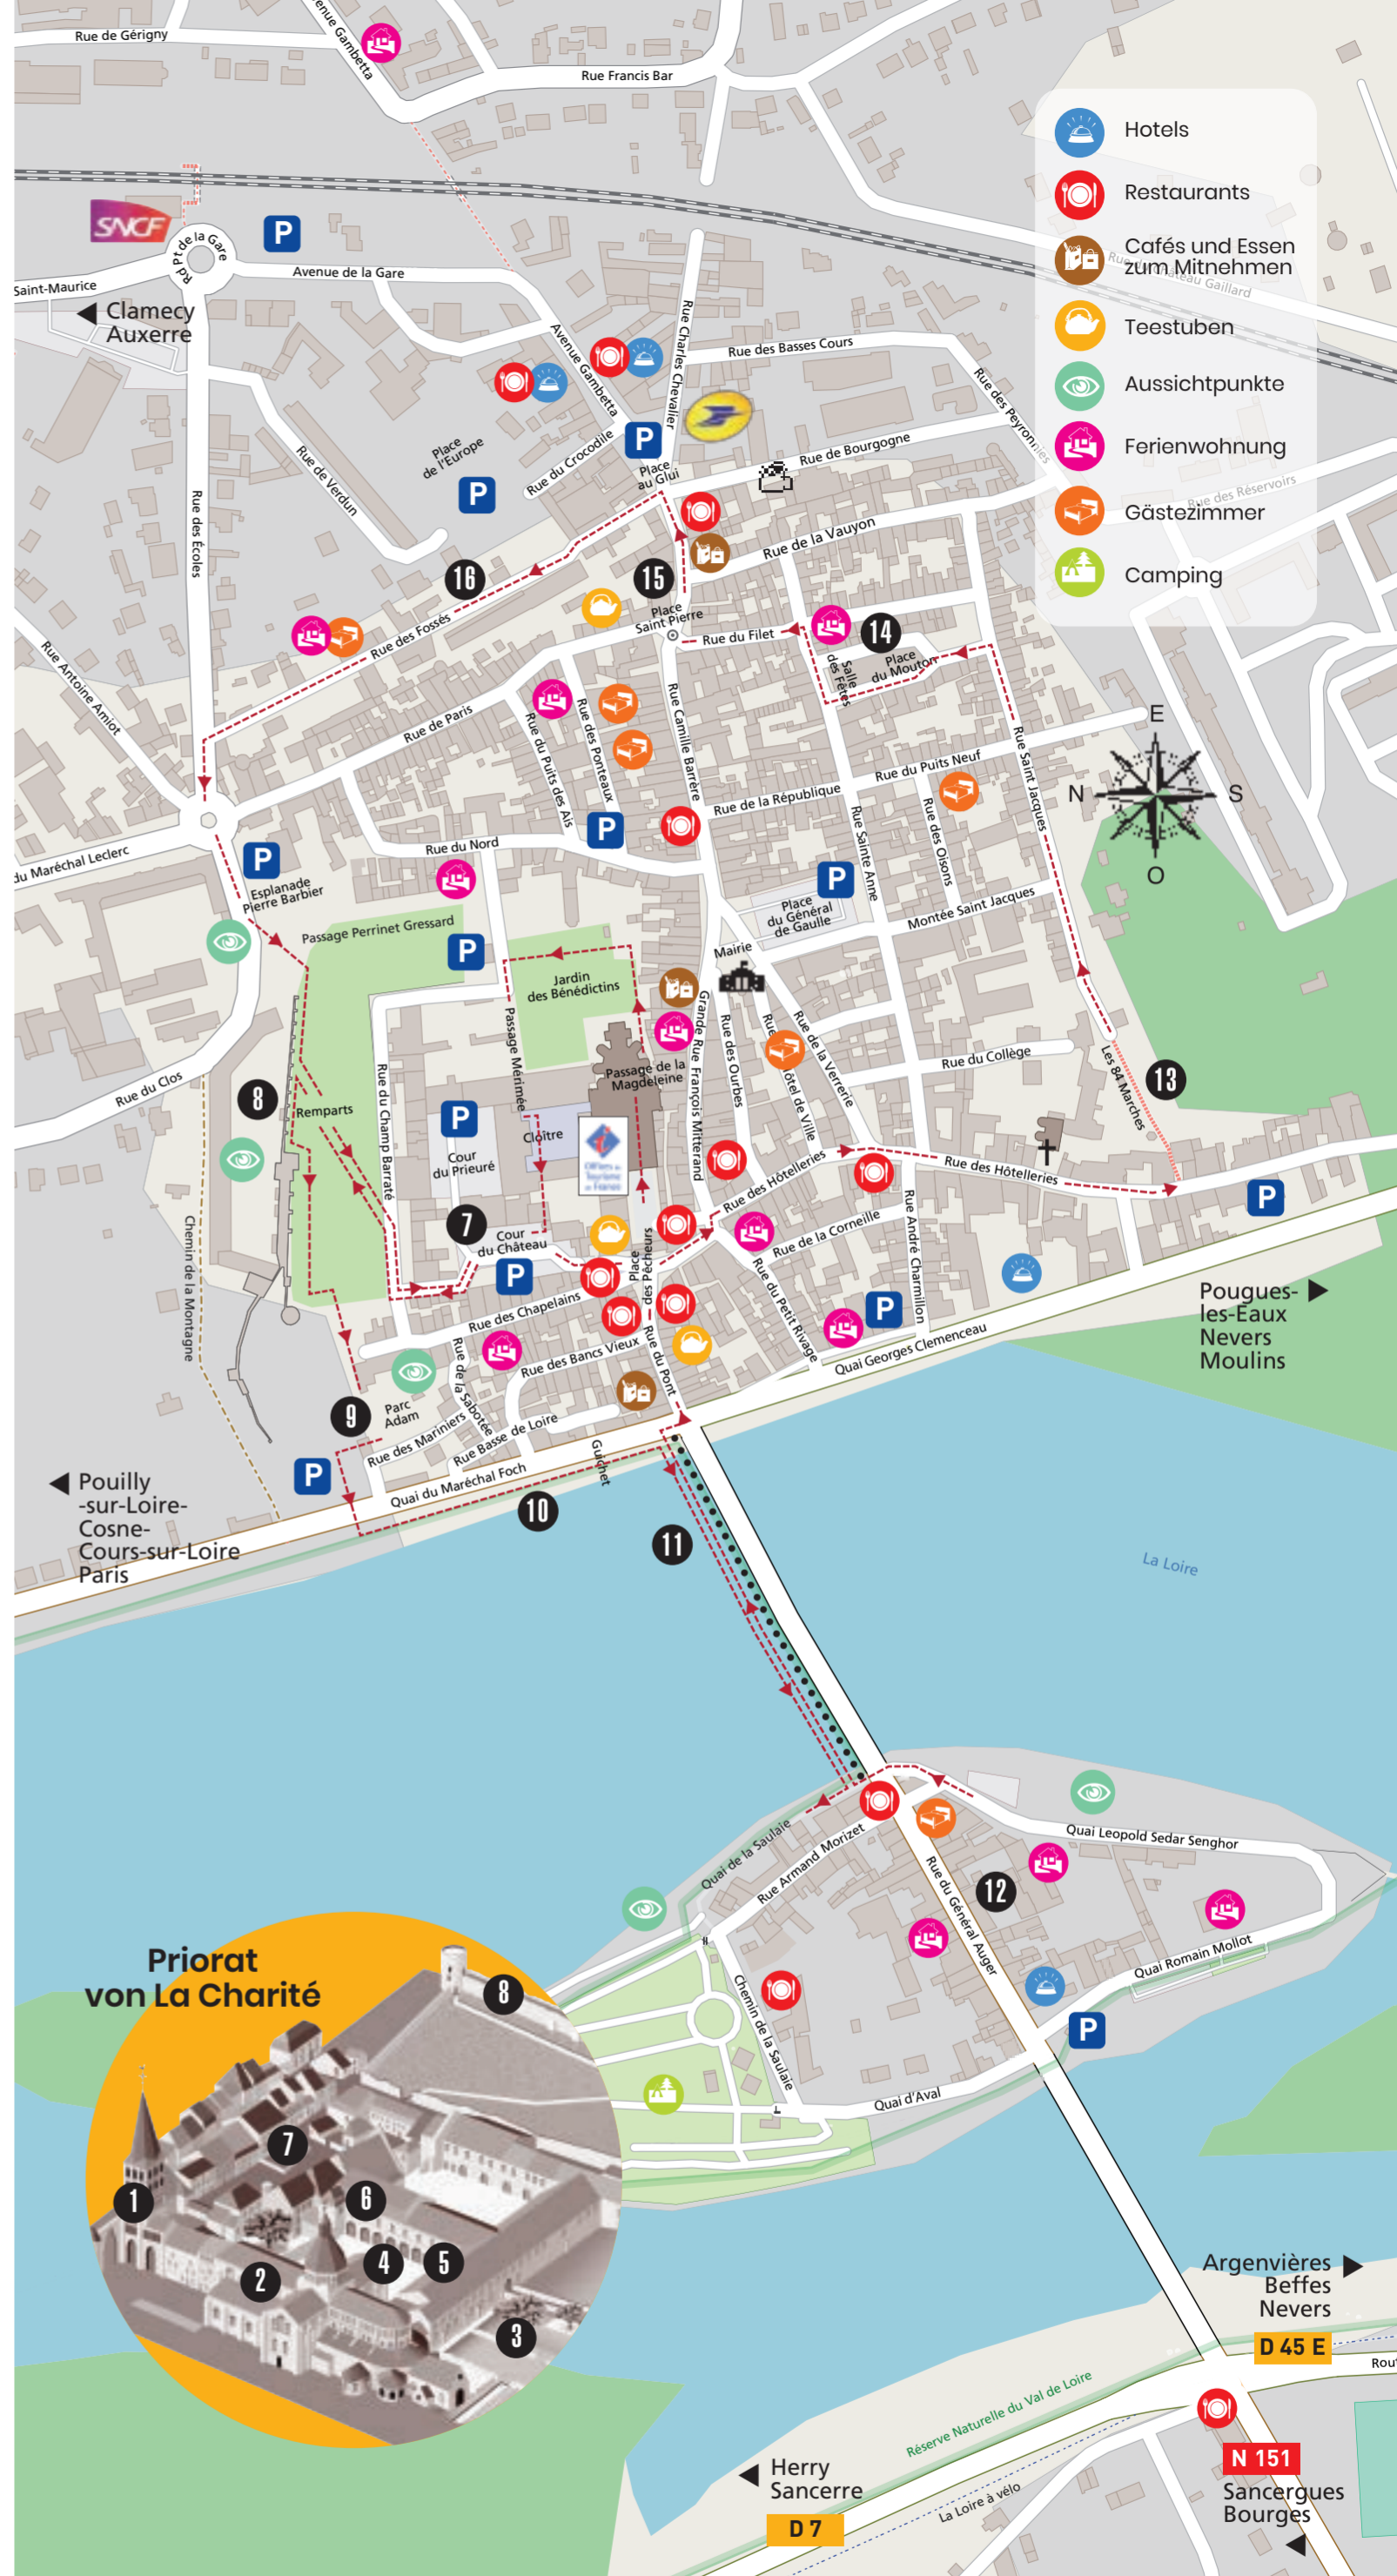 Rue de Gérigny
Avenue Gambetta
Rue Francis Bar
Hotels
Restaurants
Cafés und Essen
zum Mitnehmen
Teestuben
Aussichtpunkte
Ferienwohnung
Gästezimmer
Camping
SNCF
P
Rd Pt de la Gare
Avenue de la Gare
Saint-Maurice
Clamecy
Auxerre
Rue du Château Gaillard
Rue Charles Chevalier
Rue des Basses Cours
Avenue Gambetta
Rue des Peyronnies
Place
de l'Europe
P
Rue du Crocodile
P
Place
au Glui
Rue de Bourgogne
Rue des Réservoirs
Rue de Verdun
Rue des Écoles
Rue de la Vauyon
16
15
Place
Saint Pierre
Rue du Filet
14
Place
du Mouton
Salle
des Fêtes
Rue des Fossés
Rue Antoine Amiot
Rue de Paris
Rue du Puits des Ais
Rue des Ponteaux
Rue Camille Barrère
Rue Saint Jacques
Rue du Puits Neuf
Rue de la République
E
N
S
O
P
Rue du Nord
Rue Sainte Anne
Rue des Oisons
du Maréchal Leclerc
P
Esplanade
Pierre Barbier
P
Place
du Général
de Gaulle
Montée Saint Jacques
Passage Perrinet Gressard
P
Mairie
Jardin
des Bénédictins
Passage Mérimée
Grande Rue François Mitterand
Rue des Ourbes
Rue de la Verrerie
Rue du Collège
Les 84 Marches
13
Passage de la
Magdeleine
Rue du Clos
8
Remparts
Rue du Champ Barraté
P
Cloître
Cour
du Prieuré
Offices de
Tourisme
de France
Rue des Hôtelleries
Rue des Hôtelleries
P
Chemin de la Montagne
7
Cour
du Château
P
Place
des Pêcheurs
Rue de la Corneille
Rue André Charmillon
Rue du Petit Rivage
P
Rue des Chapelains
Rue des Bancs Vieux
Rue du Pont
Quai Georges Clemenceau
Pougues-
les-Eaux
Nevers
Moulins
9
Parc
Adam
Rue de la Sabotée
Rue des Mariniers
Rue Basse de Loire
Guichet
P
Quai du Maréchal Foch
Pouilly
-sur-Loire-
Cosne-
Cours-sur-Loire
Paris
10
11
La Loire
Quai de la Saulaie
Rue Armand Morizet
Quai Leopold Sedar Senghor
12
Rue du Général Auger
Quai Romain Mollot
P
Chemin de la Saulaie
Quai d'Aval
Priorat
von La Charité
8
7
1
6
2
4
5
3
Argenvières
Beffes
Nevers
D 45 E
Réserve Naturelle du Val de Loire
La Loire à vélo
Herry
Sancerre
D 7
N 151
Sancergues
Bourges